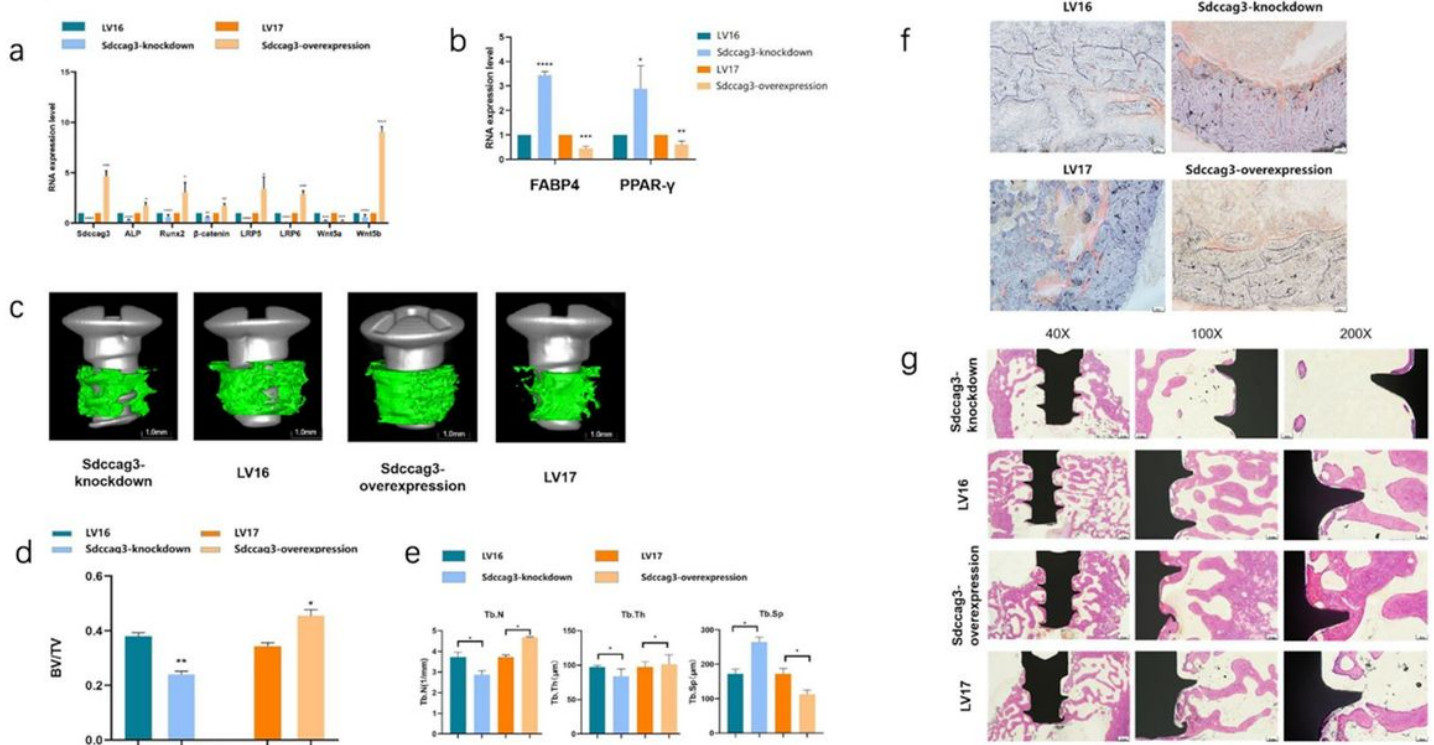 a
LV16
LV17
Sdccag3-knockdown
Sdccag3-overexpression
15
10
5
0
RNA expression level
Sdccag3
ALP
Runx2
β-catenin
LRP5
LRP6
Wnt5a
Wnt5b
b
5
4
3
2
1
0
RNA expression level
****
***
*
**
FABP4
PPAR-γ
LV16
Sdccag3-knockdown
LV17
Sdccag3-overexpression
c
1.0mm
1.0mm
1.0mm
1.0mm
Sdccag3-
knockdown
LV16
Sdccag3-
overexpression
LV17
d
LV16
LV17
Sdccag3-knockdown
Sdccag3-overexpression
0.6
0.4
0.2
0.0
BV/TV
**
*
e
LV16
LV17
Sdccag3-knockdown
Sdccag3-overexpression
Tb.N
5
4
3
2
1
0
Tb.N(1/mm)
*
*
Tb.Th
150
100
50
0
Tb.Th(μm)
*
*
Tb.Sp
300
200
100
0
Tb.Sp(μm)
*
*
f
LV16
Sdccag3-knockdown
LV17
Sdccag3-overexpression
g
40X
100X
200X
Sdccag3-
knockdown
LV16
Sdccag3-
overexpression
LV17